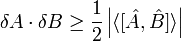 δA · δB ≥ 1/2 |⟨[Â, B̂]⟩|